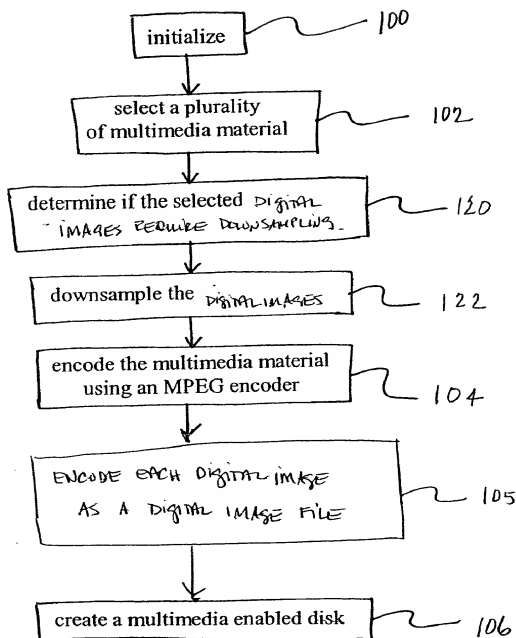 initialize
100
select a plurality
of multimedia material
102
determine if the selected DIGITAL
IMAGES REQUIRE DOWNSAMPLING.
120
downsample the DIGITAL IMAGES
122
encode the multimedia material
using an MPEG encoder
104
ENCODE EACH DIGITAL IMAGE
AS A DIGITAL IMAGE FILE
105
create a multimedia enabled disk
106